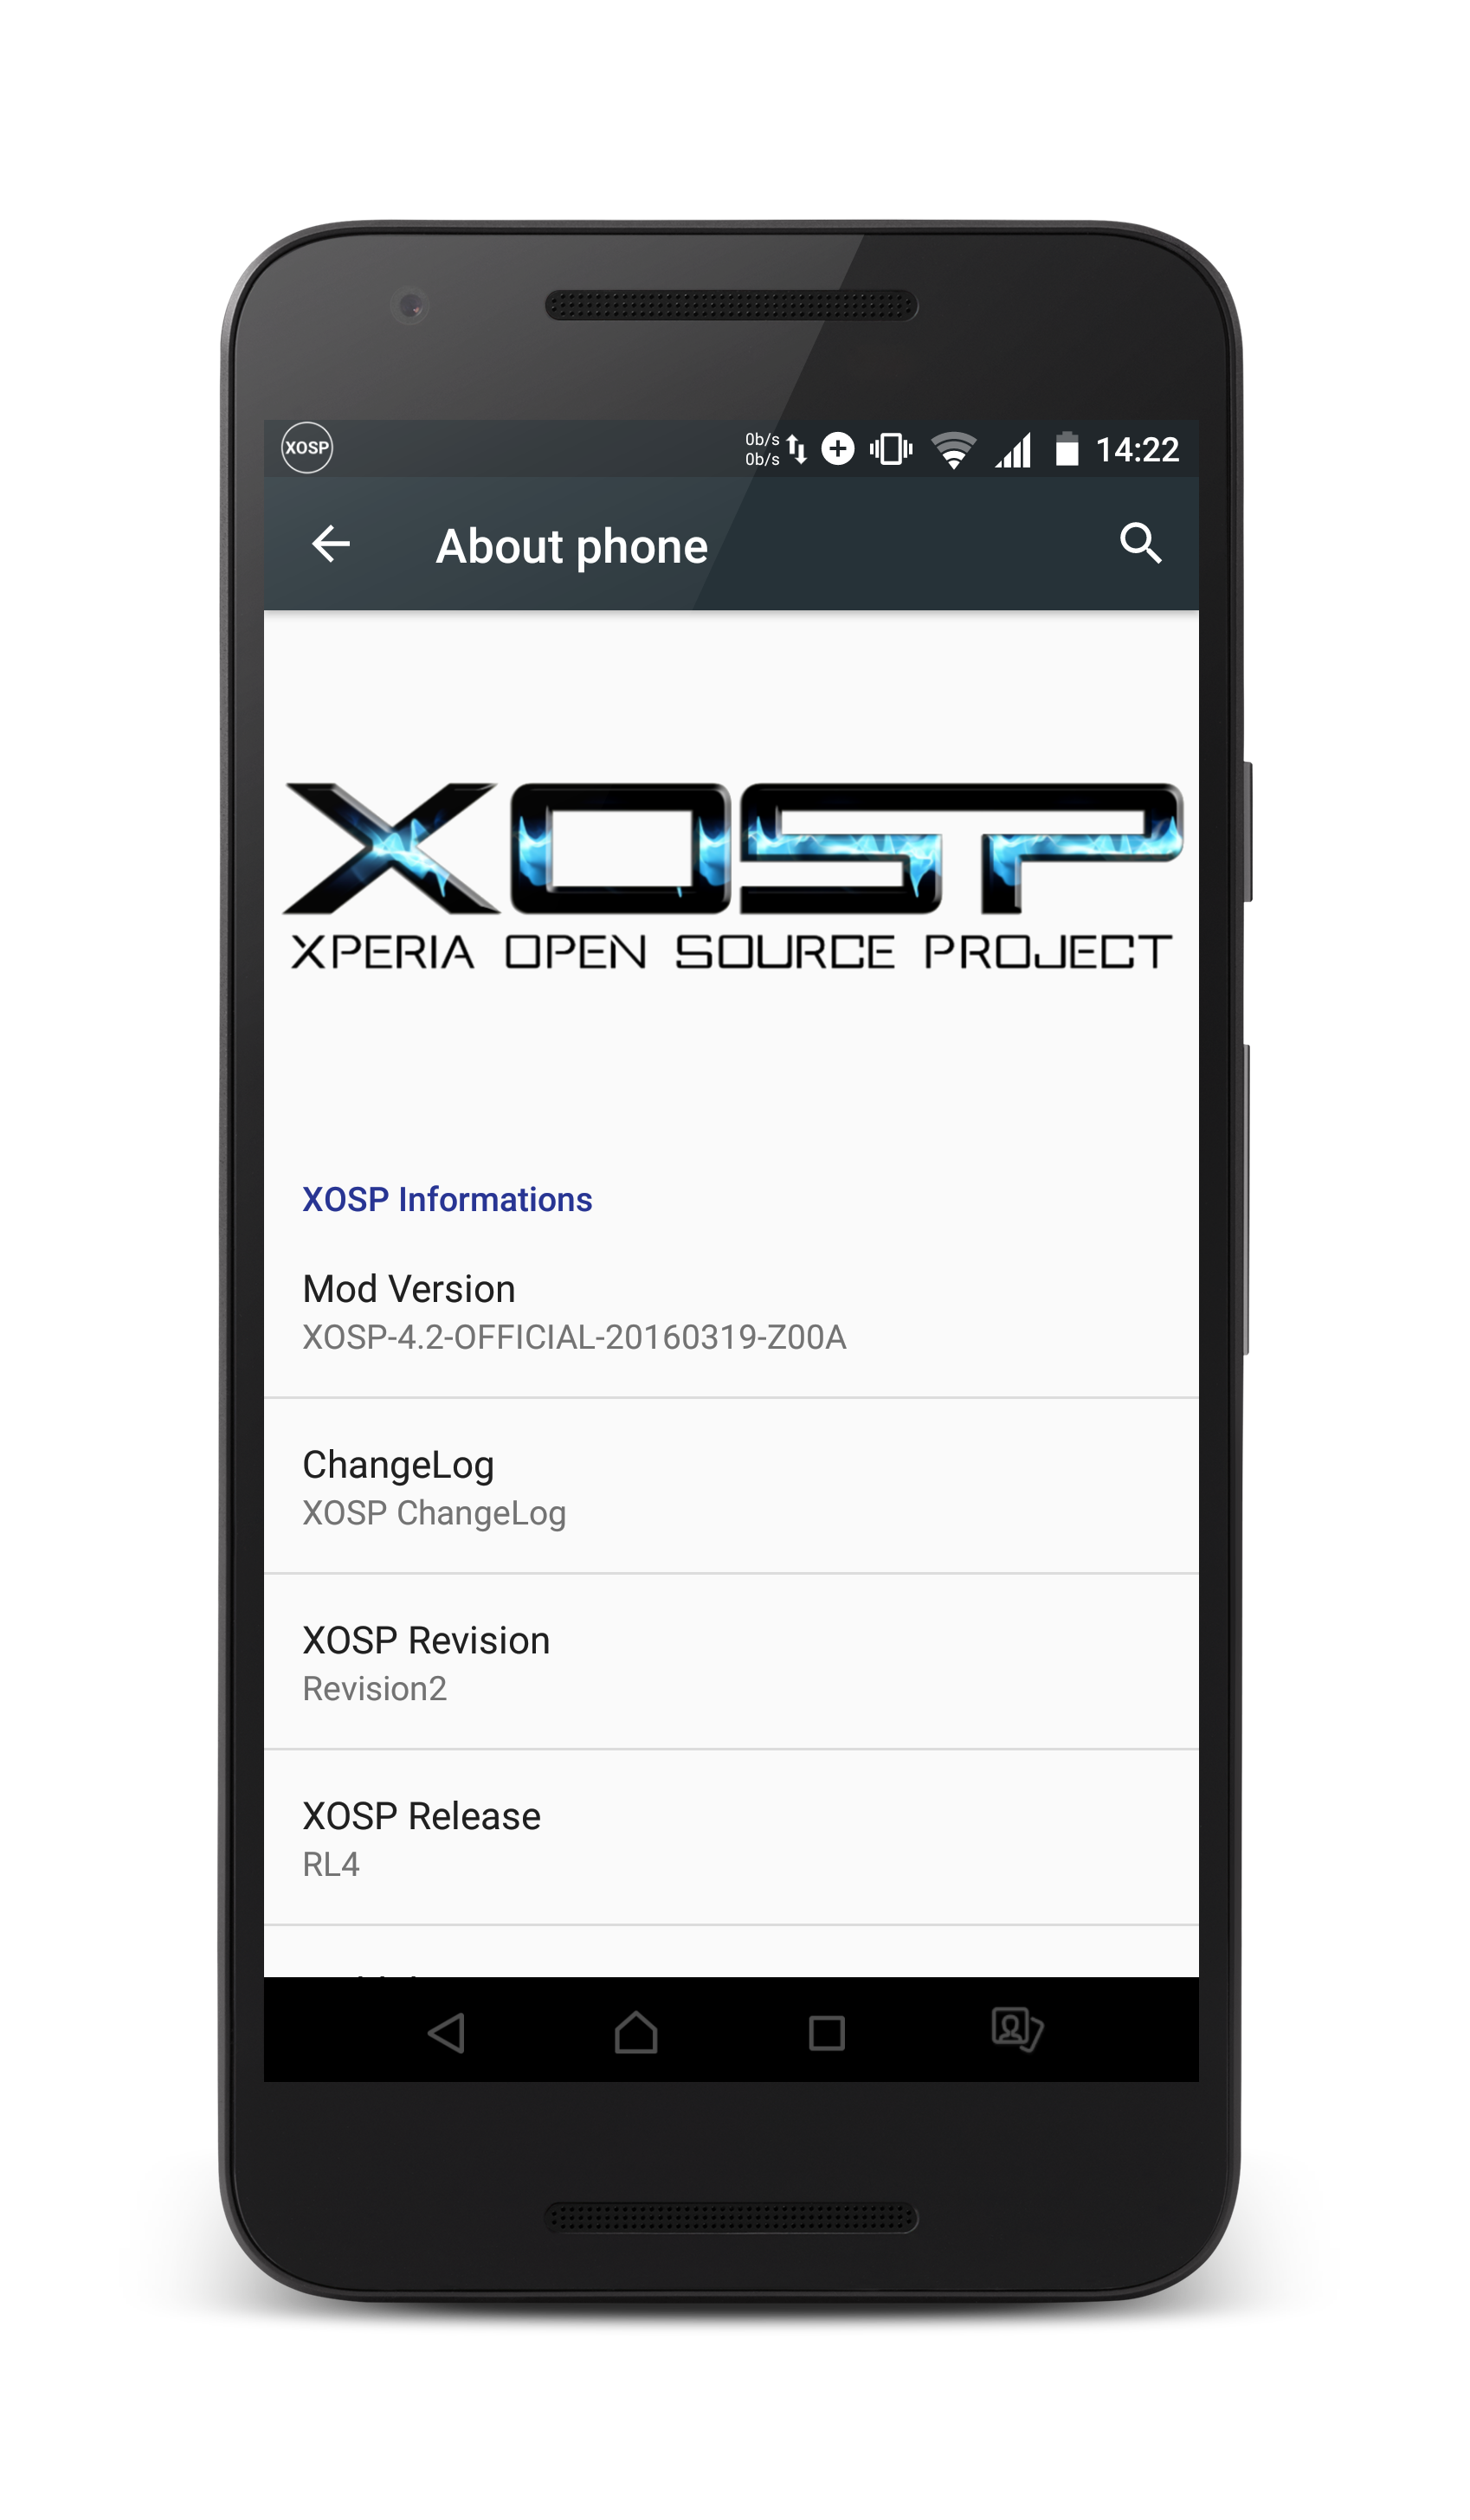 XOSP
0b/s
0b/s
14:22
About phone
XOSP
XPERIA OPEN SOURCE PROJECT
XOSP Informations
Mod Version
XOSP-4.2-OFFICIAL-20160319-Z00A
ChangeLog
XOSP ChangeLog
XOSP Revision
Revision2
XOSP Release
RL4